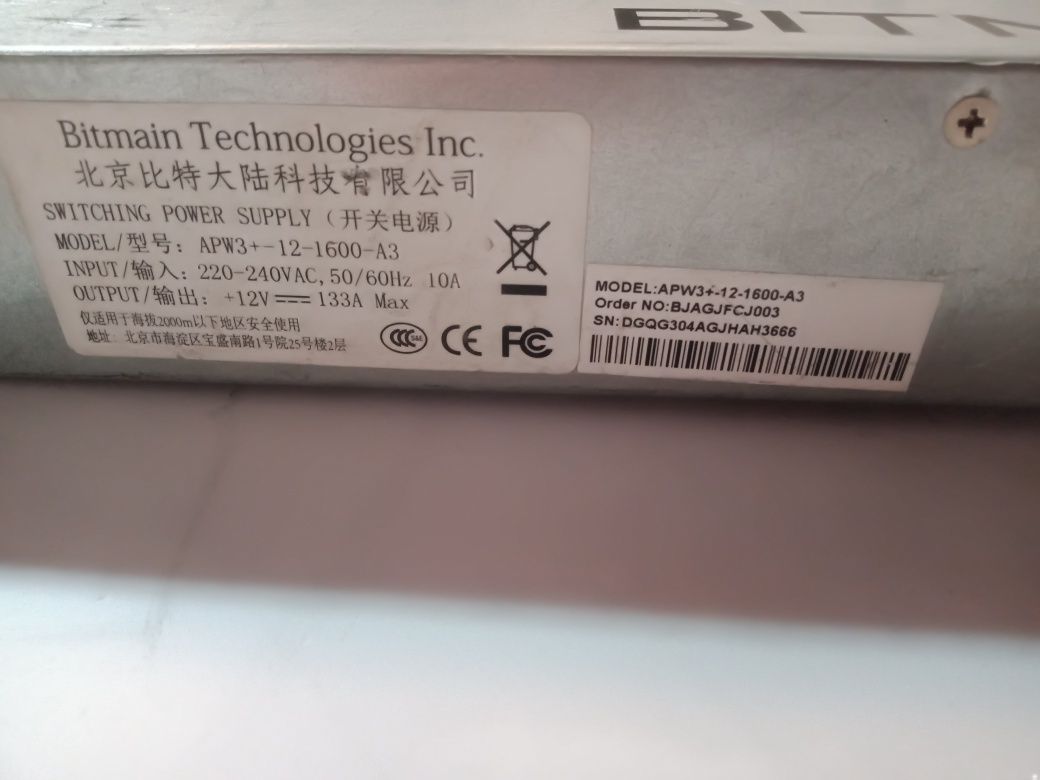 BITM
Bitmain Technologies Inc.
北京比特大陆科技有限公司
SWITCHING POWER SUPPLY（开关电源）
MODEL/型号: APW3+-12-1600-A3
INPUT/输入: 220-240VAC, 50/60Hz 10A
OUTPUT/输出: +12V 133A Max
仅适用于海拔2000m以下地区安全使用
地址: 北京市海淀区宝盛南路1号院25号楼2层
CCC S&E CE FC
MODEL:APW3+-12-1600-A3
Order NO:BJAGJFCJ003
SN:DGQG304AGJHAH3666